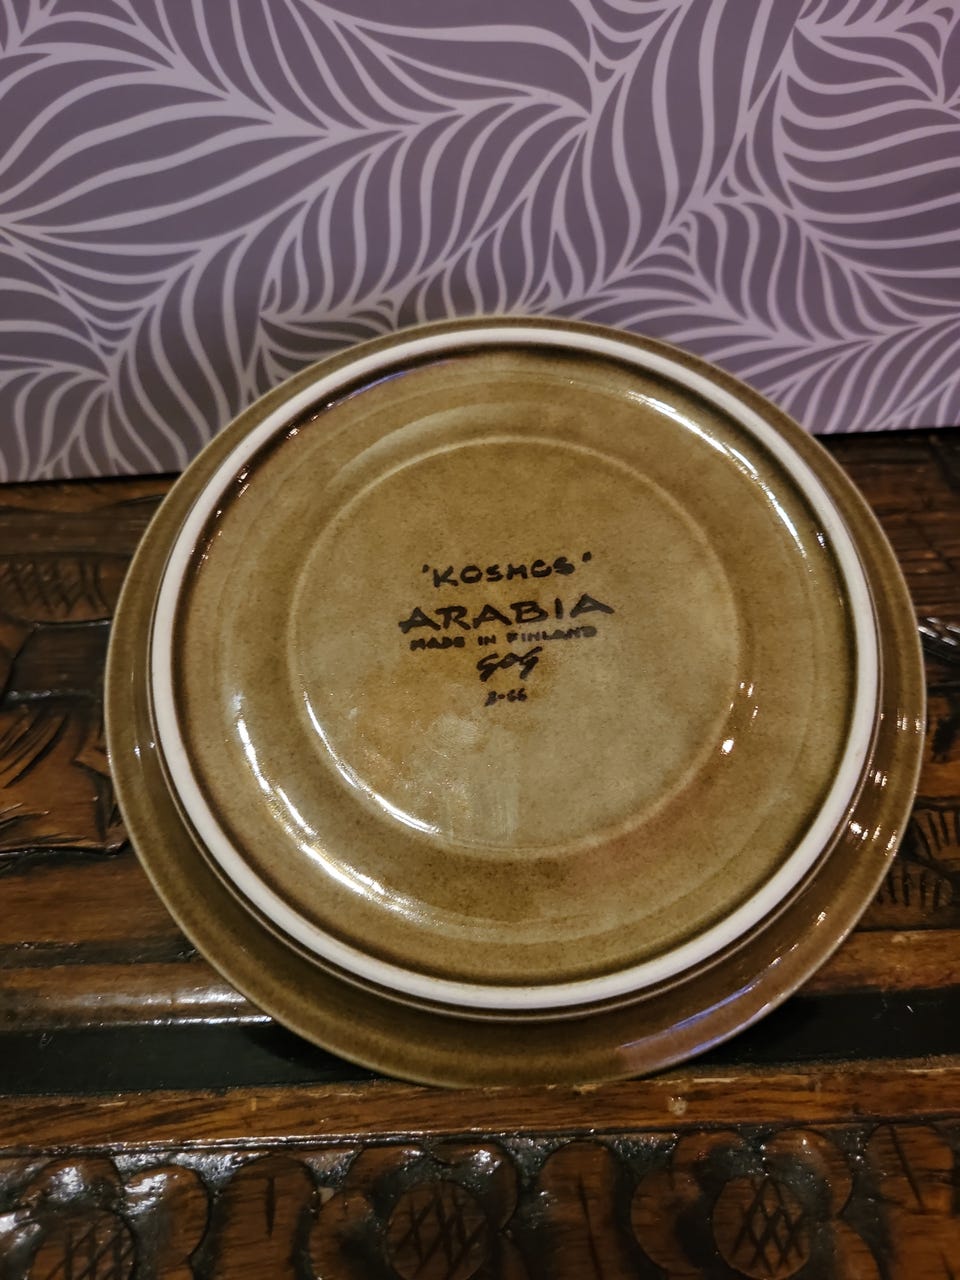 'KOSMOS'
ARABIA
MADE IN FINLAND
GOG
3-66